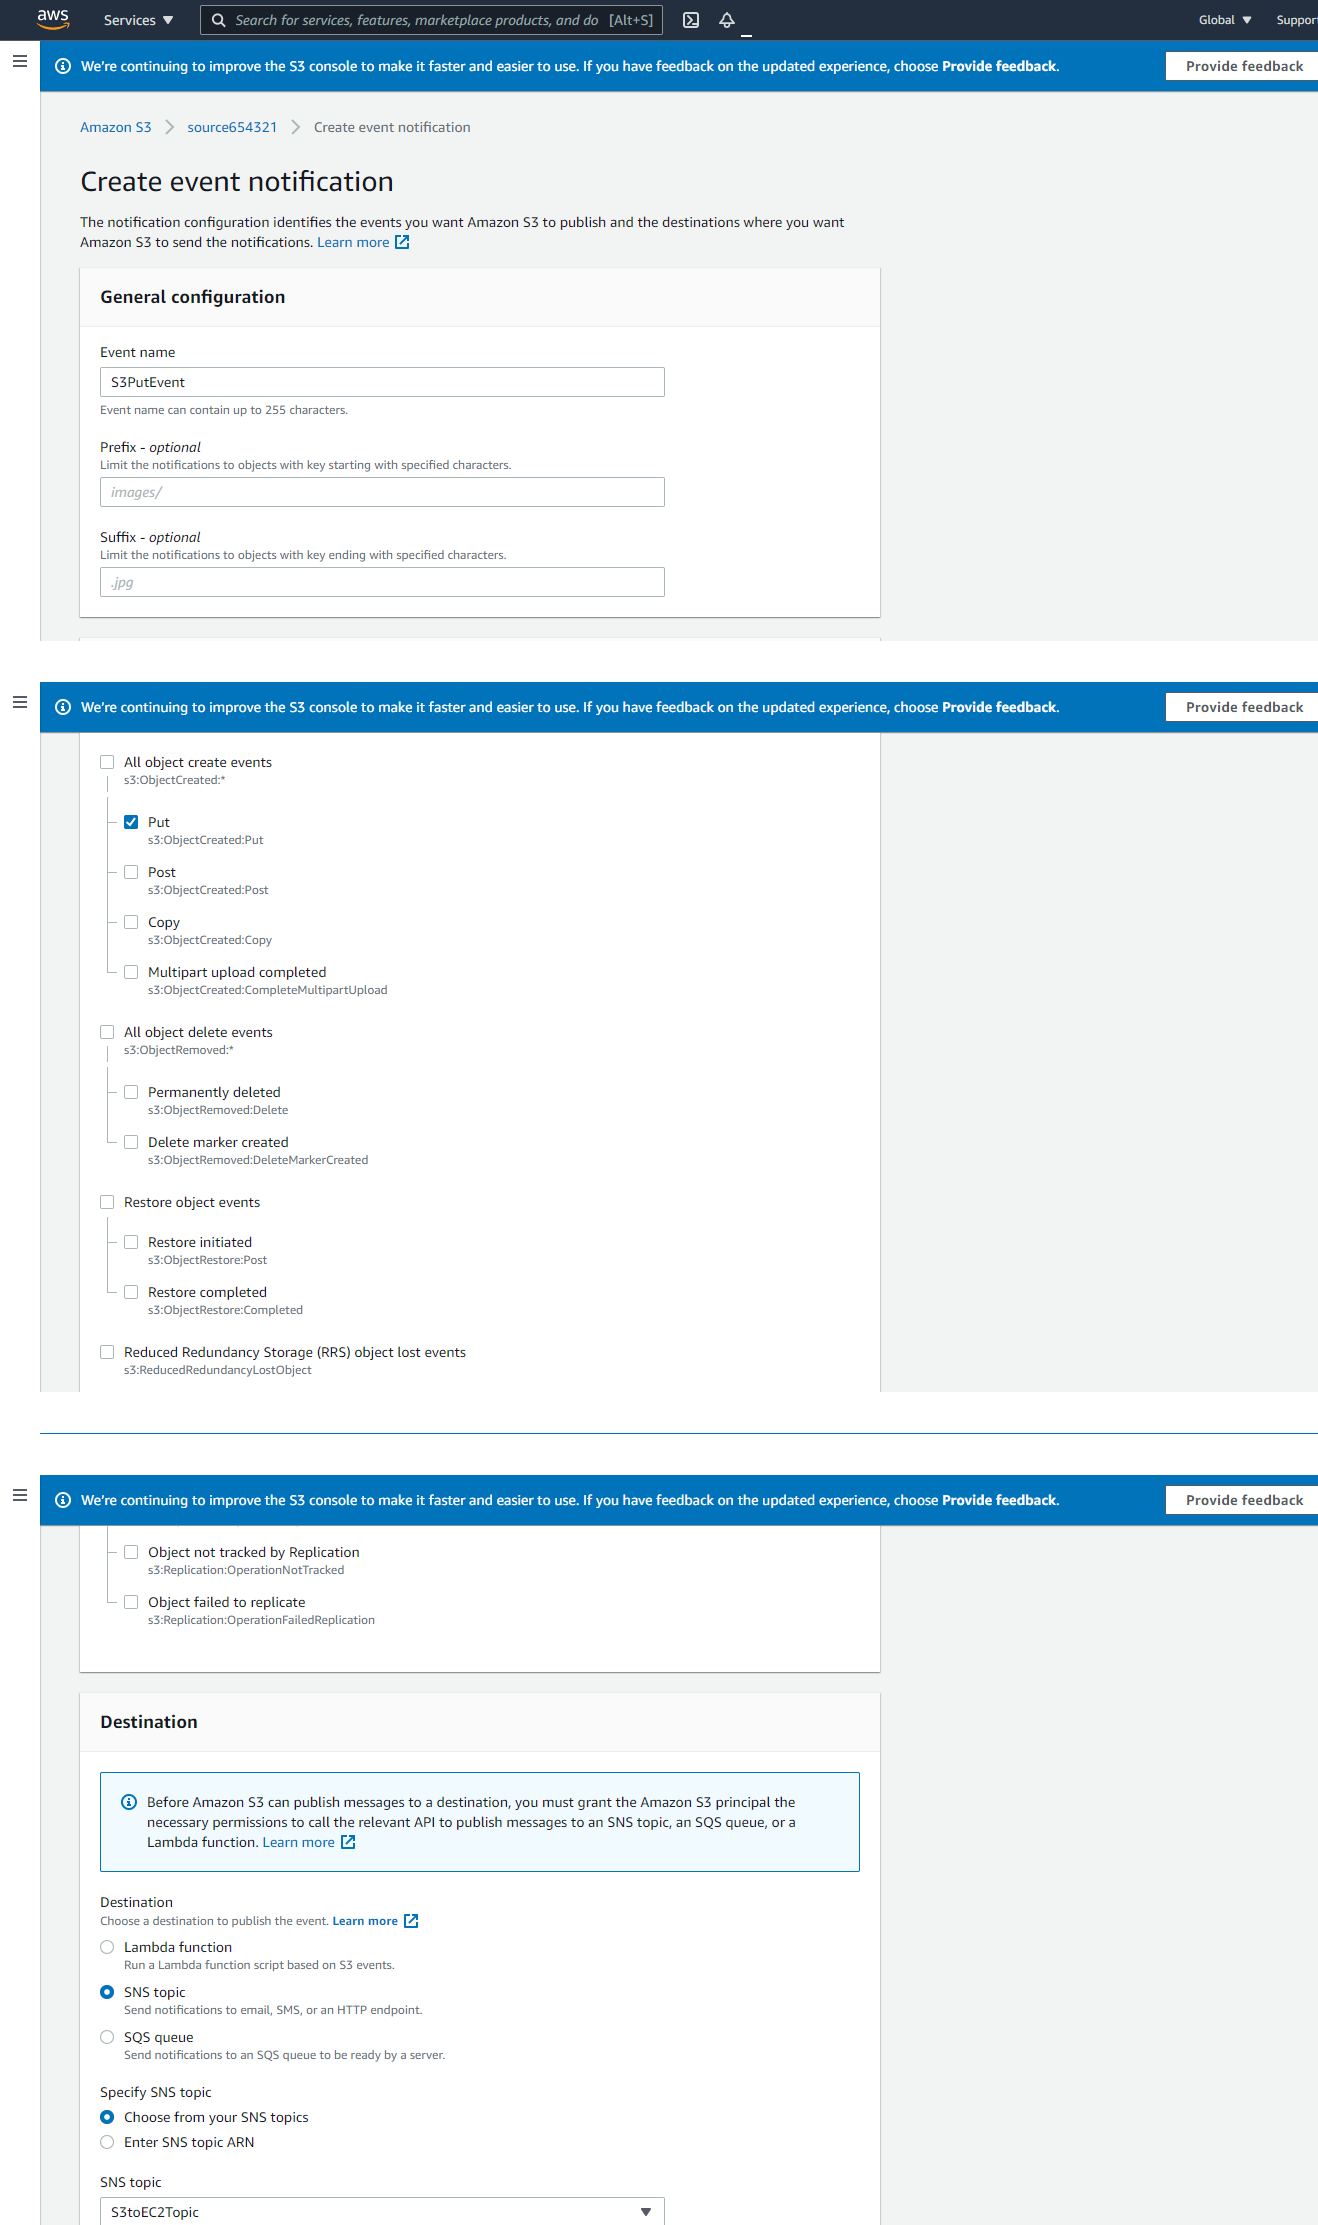 aws Services Search for services, features, marketplace products, and do [Alt+S] Global
We're continuing to improve the S3 console to make it faster and easier to use. If you have feedback on the updated experience, choose Provide feedback. Provide feedback
Amazon S3 source654321 Create event notification
Create event notification
The notification configuration identifies the events you want Amazon S3 to publish and the destinations where you want
Amazon S3 to send the notifications. Learn more
General configuration
Event name
S3PutEvent
Event name can contain up to 255 characters.
Prefix - optional
Limit the notifications to objects with key starting with specified characters.
images/
Suffix - optional
Limit the notifications to objects with key ending with specified characters.
.jpg
We're continuing to improve the S3 console to make it faster and easier to use. If you have feedback on the updated experience, choose Provide feedback. Provide feedback
All object create events
s3:ObjectCreated:*
Put
s3:ObjectCreated:Put
Post
s3:ObjectCreated:Post
Copy
s3:ObjectCreated:Copy
Multipart upload completed
s3:ObjectCreated:CompleteMultipartUpload
All object delete events
s3:ObjectRemoved:*
Permanently deleted
s3:ObjectRemoved:Delete
Delete marker created
s3:ObjectRemoved:DeleteMarkerCreated
Restore object events
Restore initiated
s3:ObjectRestore:Post
Restore completed
s3:ObjectRestore:Completed
Reduced Redundancy Storage (RRS) object lost events
s3:ReducedRedundancyLostObject
We're continuing to improve the S3 console to make it faster and easier to use. If you have feedback on the updated experience, choose Provide feedback. Provide feedback
Object not tracked by Replication
s3:Replication:OperationNotTracked
Object failed to replicate
s3:Replication:OperationFailedReplication
Destination
Before Amazon S3 can publish messages to a destination, you must grant the Amazon S3 principal the
necessary permissions to call the relevant API to publish messages to an SNS topic, an SQS queue, or a
Lambda function. Learn more
Destination
Choose a destination to publish the event. Learn more
Lambda function
Run a Lambda function script based on S3 events.
SNS topic
Send notifications to email, SMS, or an HTTP endpoint.
SQS queue
Send notifications to an SQS queue to be ready by a server.
Specify SNS topic
Choose from your SNS topics
Enter SNS topic ARN
SNS topic
S3toEC2Topic